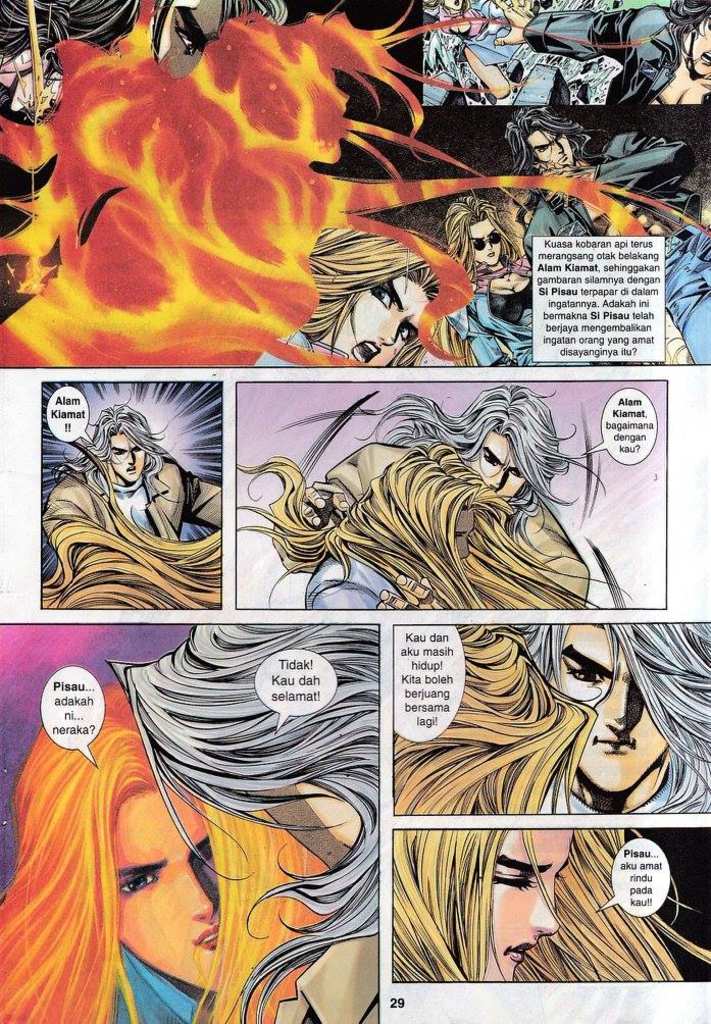 Kuasa kobaran api terus
merangsang otak belakang
Alam Kiamat, sehinggakan
gambaran silamnya dengan
Si Pisau terpapar di dalam
ingatannya. Adakah ini
bermakna Si Pisau telah
berjaya mengembalikan
ingatan orang yang amat
disayanginya itu?
Alam
Kiamat
!!
Alam
Kiamat,
bagaimana
dengan
kau?
Pisau...
adakah
ni...
neraka?
Tidak!
Kau dah
selamat!
Kau dan
aku masih
hidup!
Kita boleh
berjuang
bersama
lagi!
Pisau...
aku amat
rindu
pada
kau!!
29